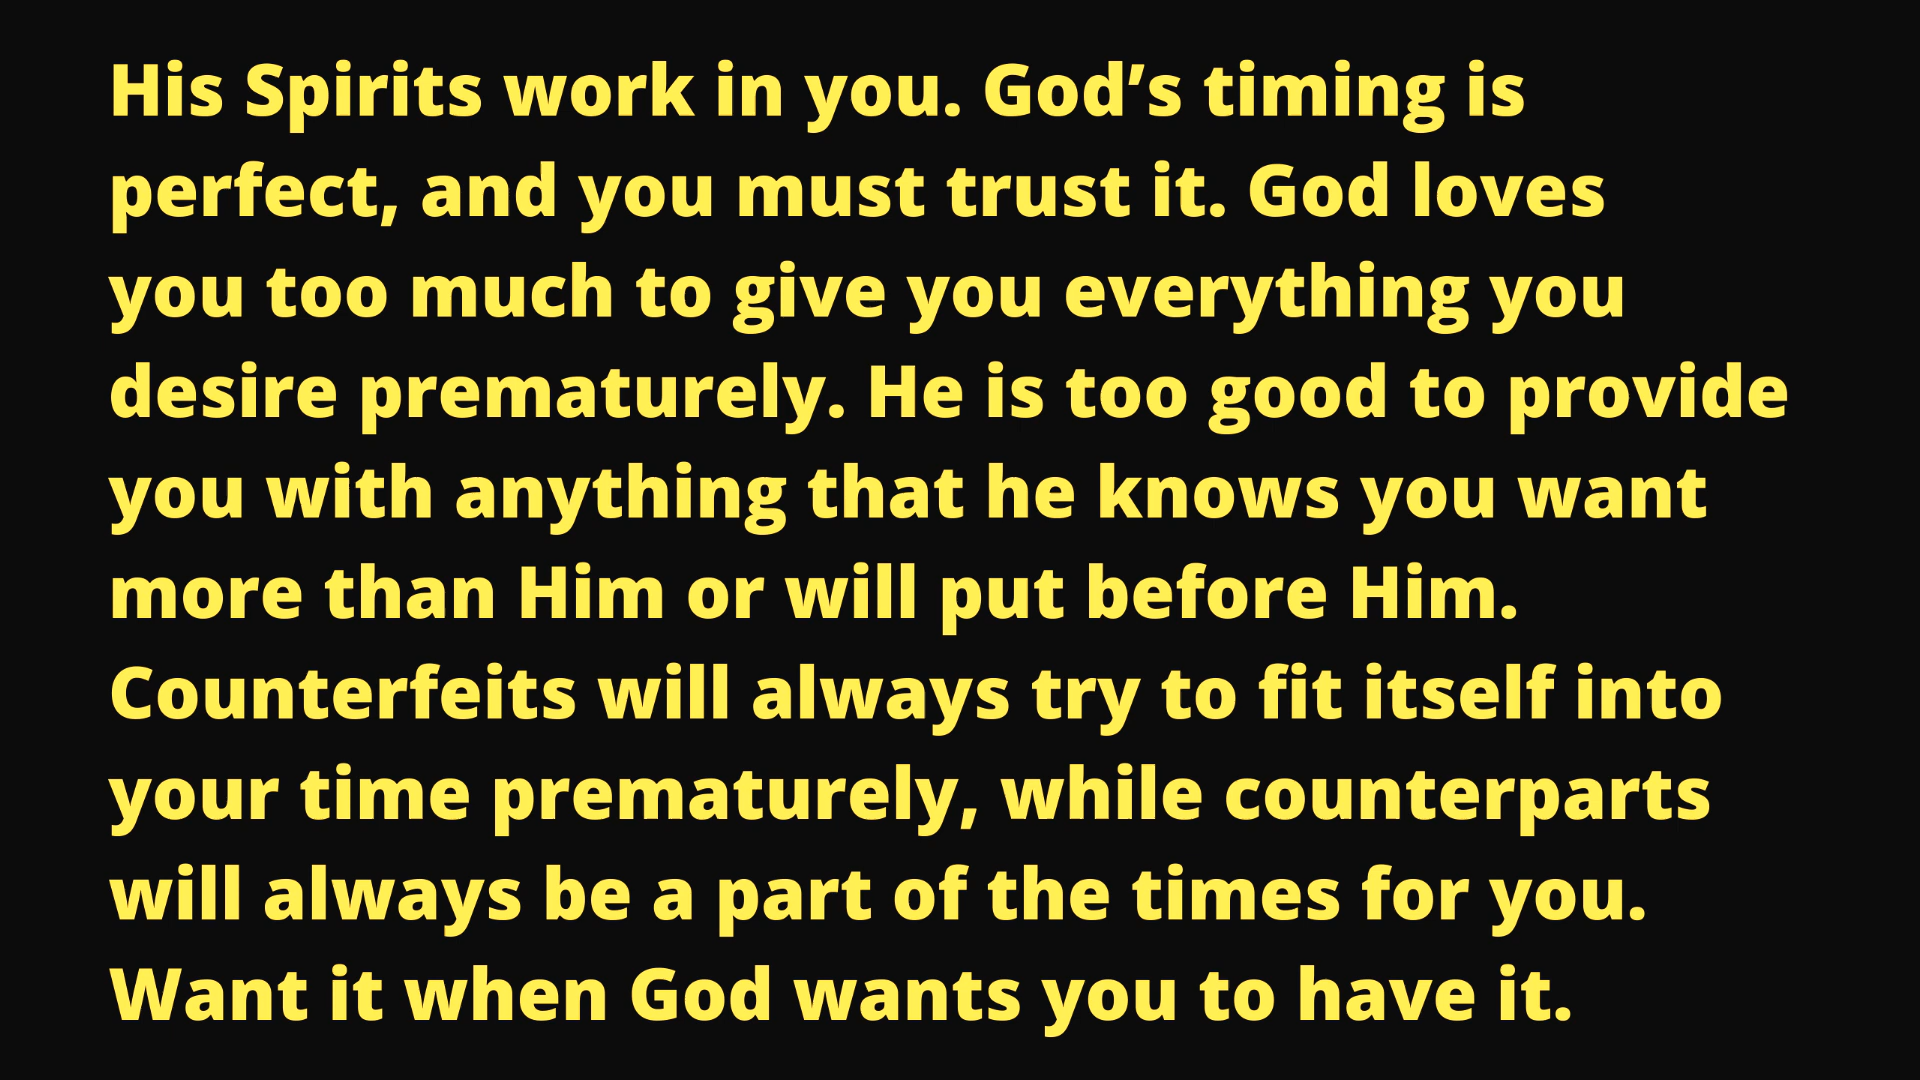 His Spirits work in you. God’s timing is
perfect, and you must trust it. God loves
you too much to give you everything you
desire prematurely. He is too good to provide
you with anything that he knows you want
more than Him or will put before Him.
Counterfeits will always try to fit itself into
your time prematurely, while counterparts
will always be a part of the times for you.
Want it when God wants you to have it.